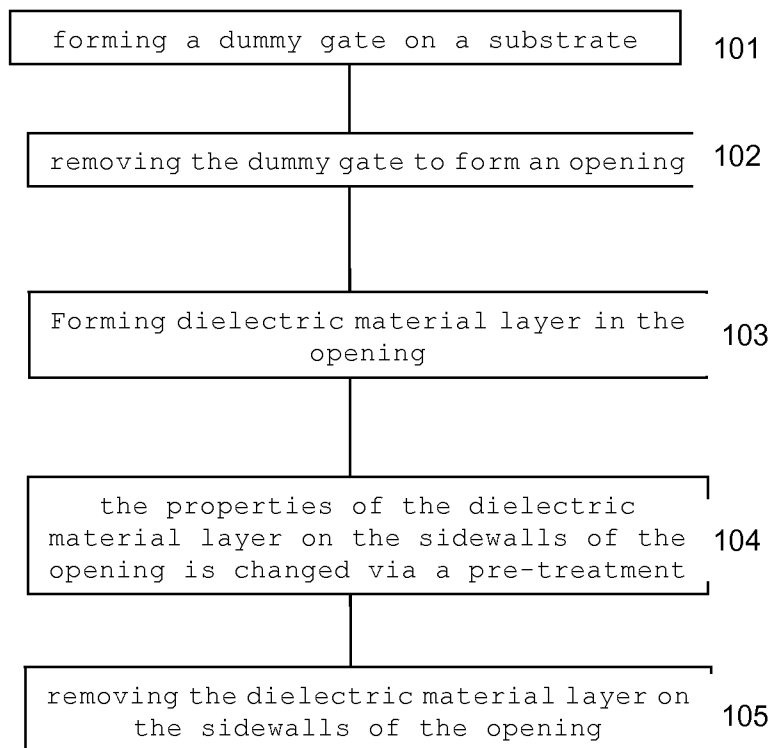 forming a dummy gate on a substrate
101
removing the dummy gate to form an opening
102
Forming dielectric material layer in the
opening
103
the properties of the dielectric
material layer on the sidewalls of the
opening is changed via a pre-treatment
104
removing the dielectric material layer on
the sidewalls of the opening
105